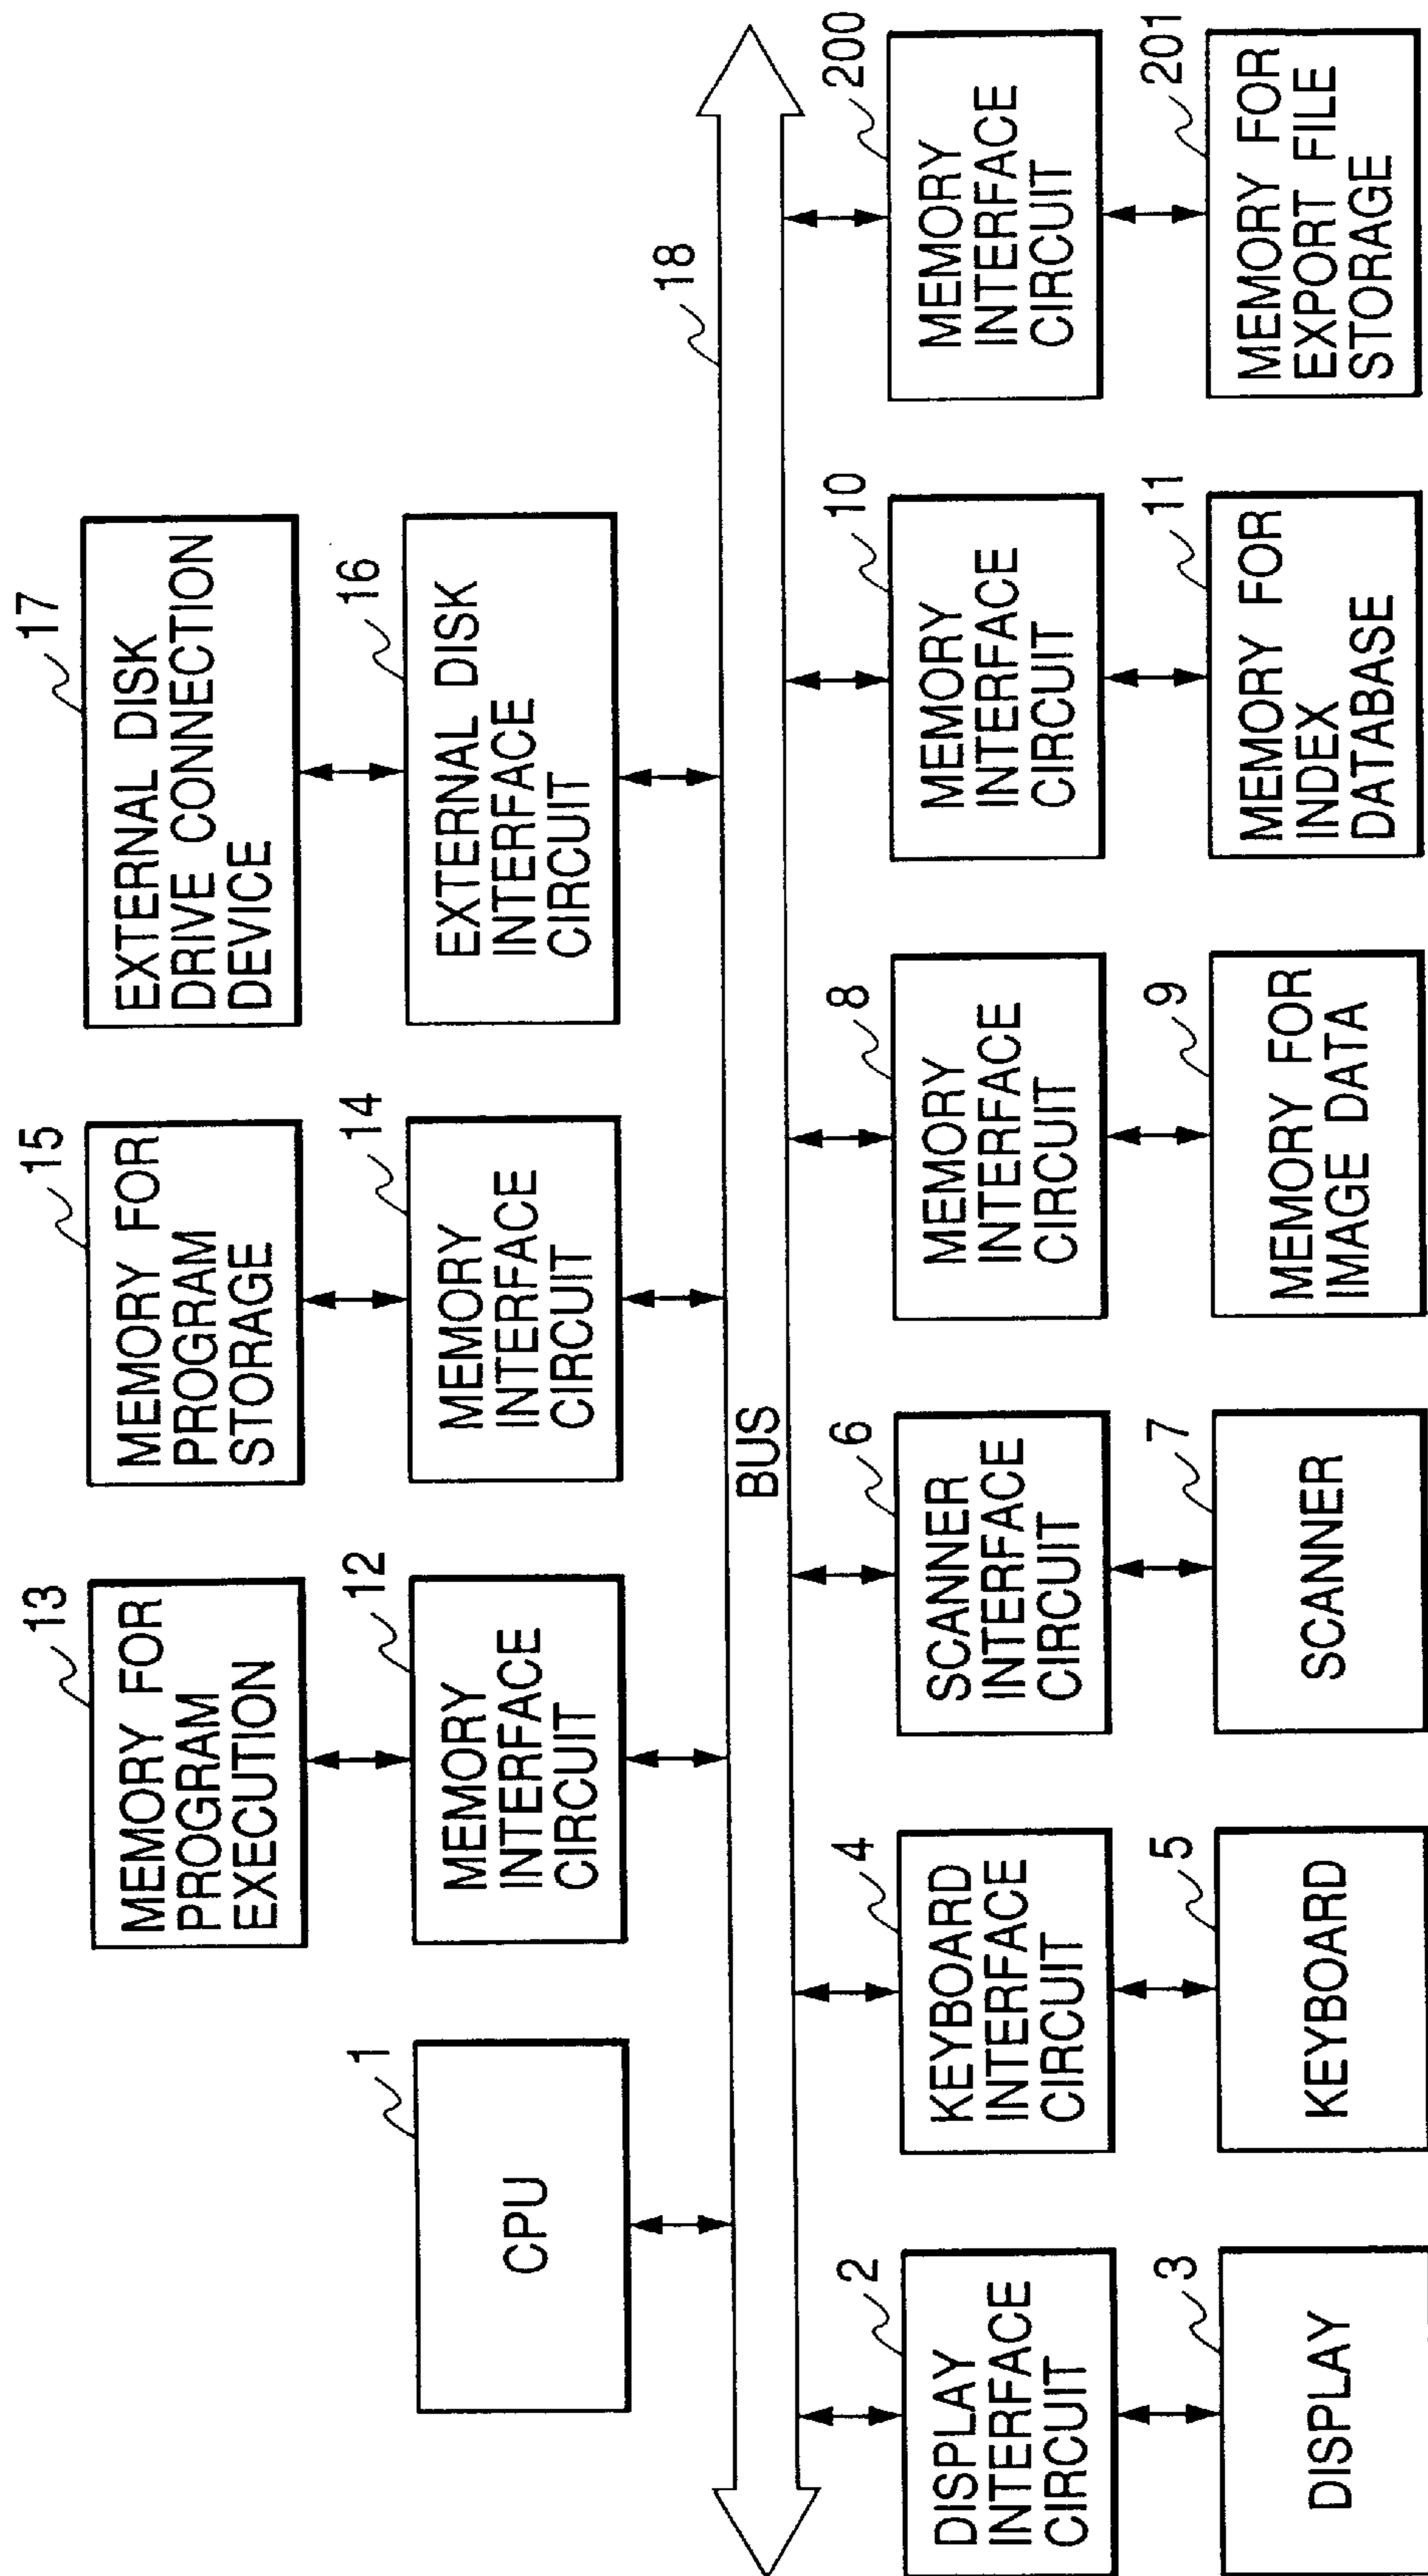 17
EXTERNAL DISK
DRIVE CONNECTION
DEVICE
15
MEMORY FOR
PROGRAM
STORAGE
13
MEMORY FOR
PROGRAM
EXECUTION
1
CPU
12
MEMORY
INTERFACE
CIRCUIT
14
MEMORY
INTERFACE
CIRCUIT
16
EXTERNAL DISK
INTERFACE
CIRCUIT
18
BUS
2
DISPLAY
INTERFACE
CIRCUIT
4
KEYBOARD
INTERFACE
CIRCUIT
6
SCANNER
INTERFACE
CIRCUIT
8
MEMORY
INTERFACE
CIRCUIT
10
MEMORY
INTERFACE
CIRCUIT
200
MEMORY
INTERFACE
CIRCUIT
3
DISPLAY
5
KEYBOARD
7
SCANNER
9
MEMORY FOR
IMAGE DATA
11
MEMORY FOR
INDEX
DATABASE
201
MEMORY FOR
EXPORT FILE
STORAGE